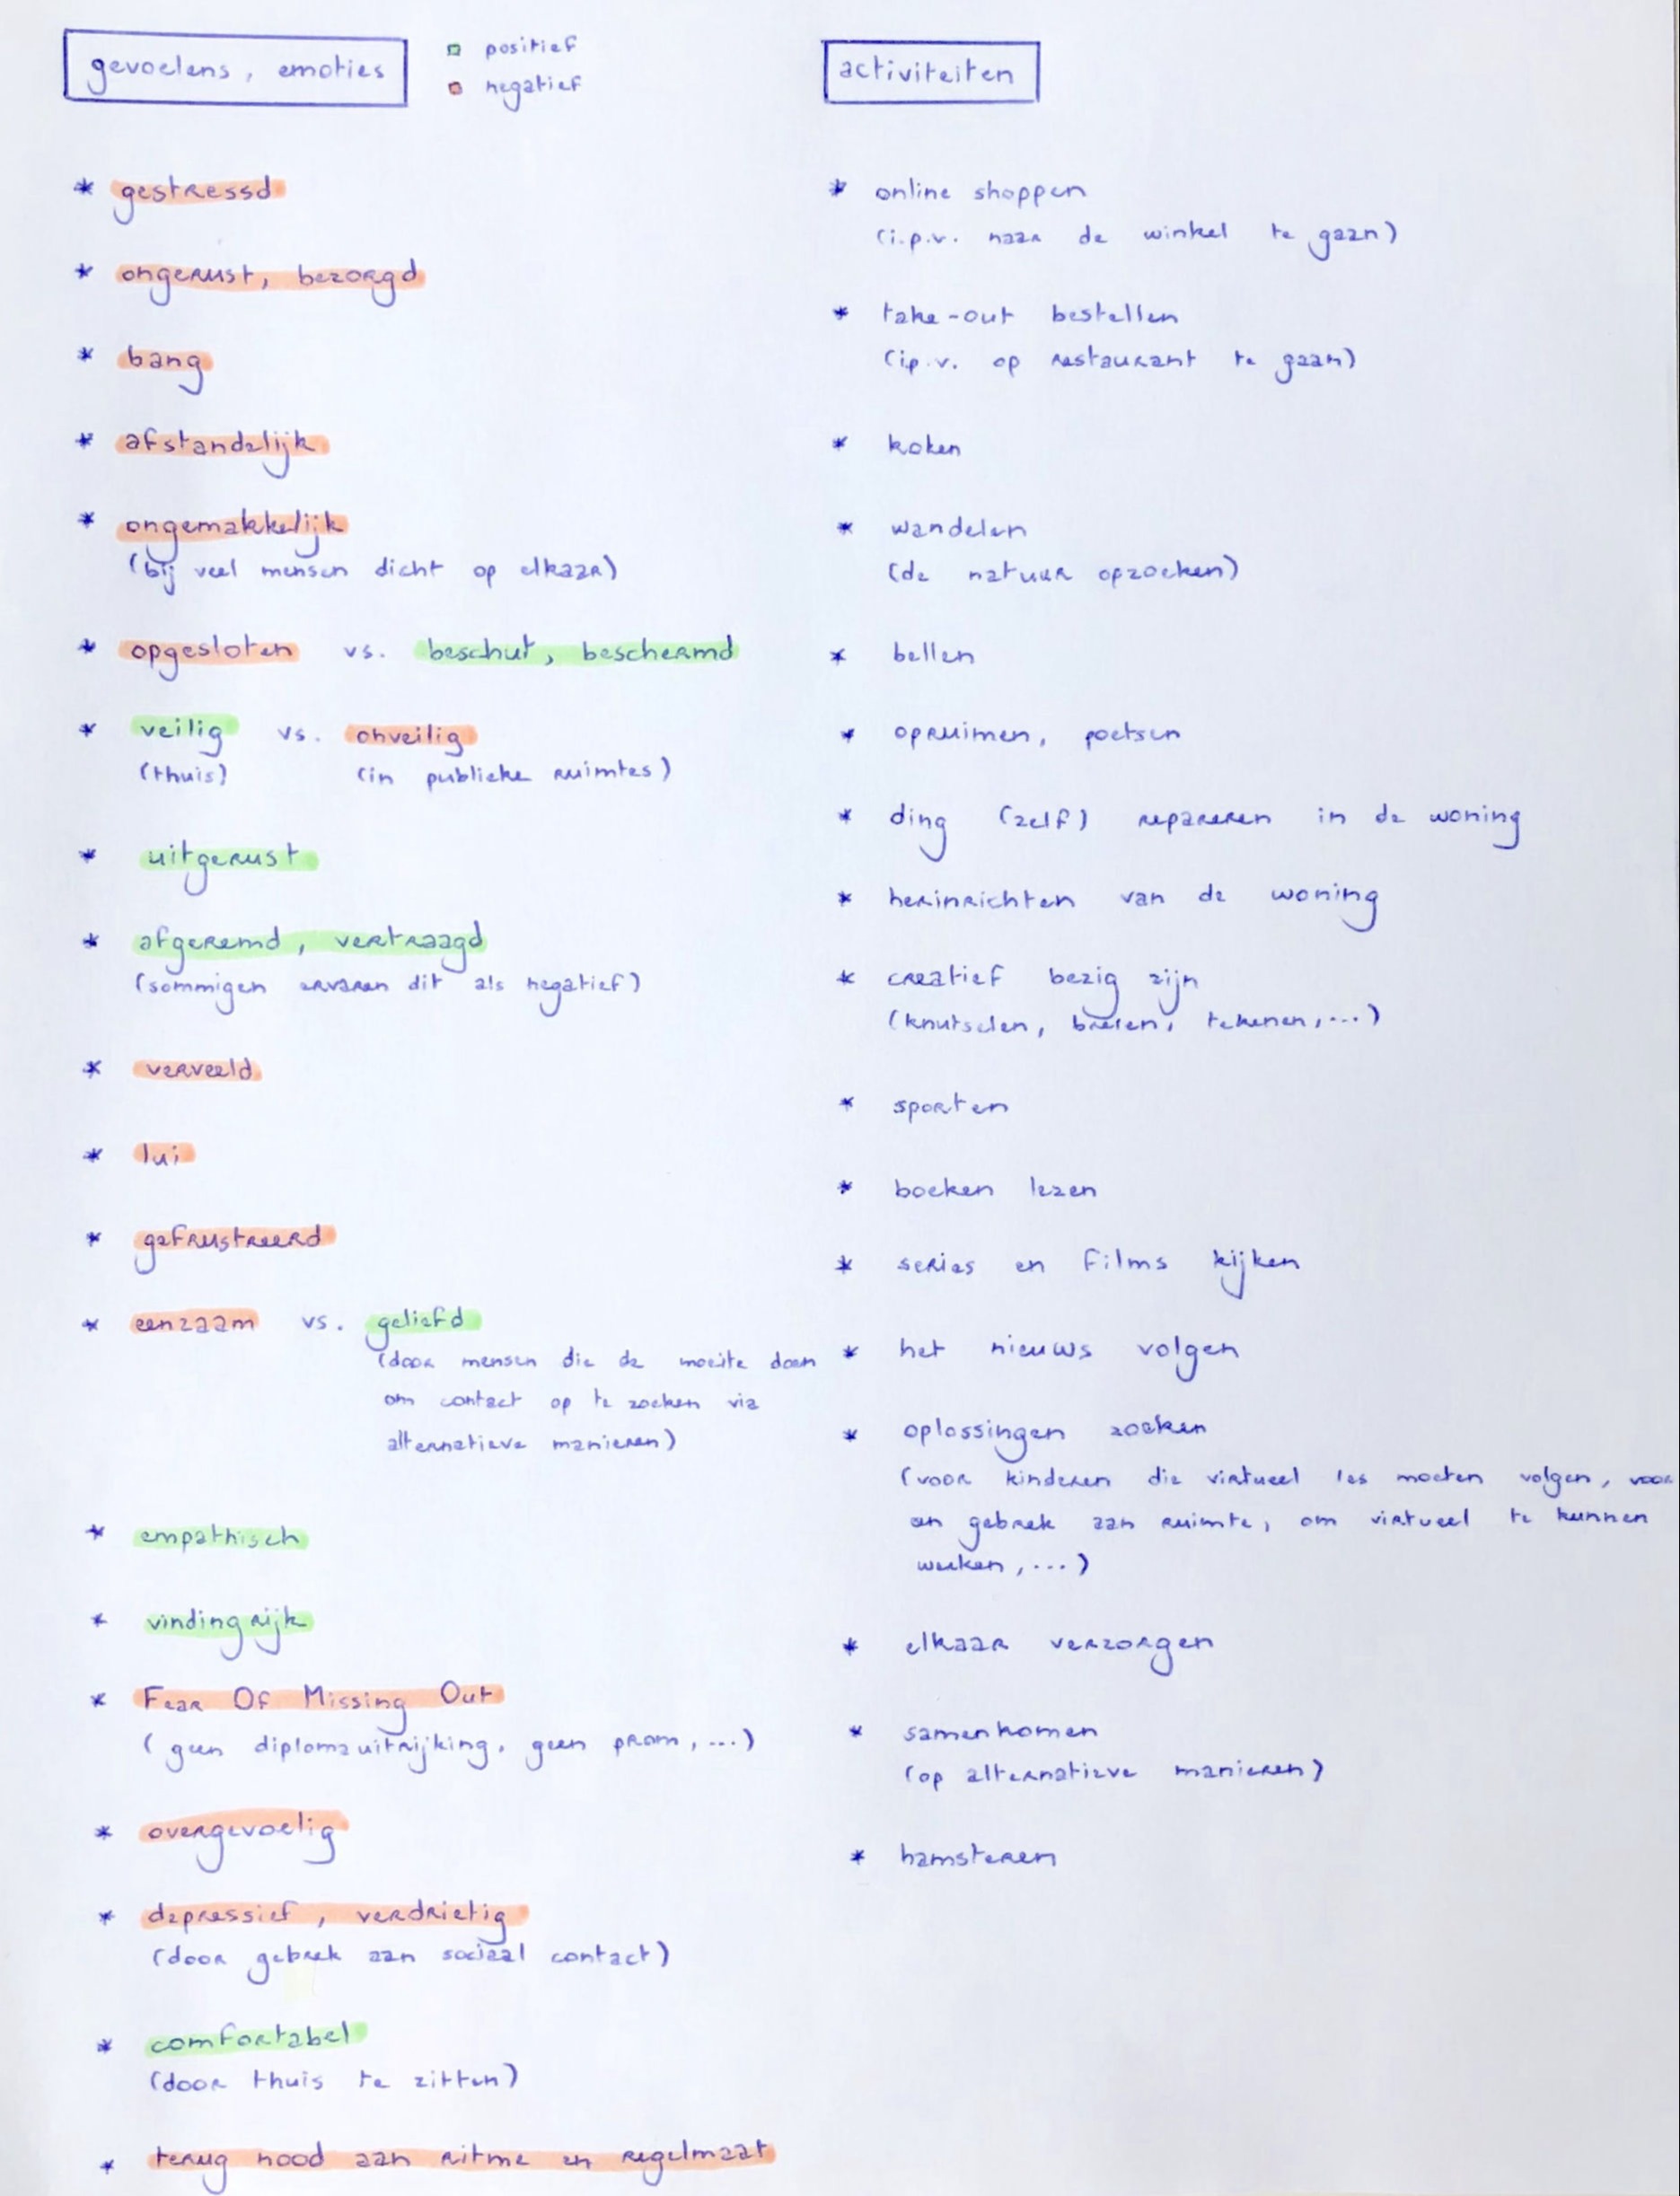 gevoelens, emoties
positief
negatief
* gestressd
* ongerust, bezorgd
* bang
* afstandelijk
* ongemakkelijk
(bij veel mensen dicht op elkaar)
* opgesloten vs. beschut, beschermd
* veilig vs. onveilig
(thuis) (in publieke ruimtes)
* uitgerust
* afgeremd, vertraagd
(sommigen ervaren dit als negatief)
* verveeld
* lui
* gefrustreerd
* eenzaam vs. geliefd
(door mensen die de moeite doen
om contact op te zoeken via
alternatieve manieren)
* empathisch
* vindingrijk
* Fear Of Missing Out
(geen diplomauitrijking, geen prom, ...)
* overgevoelig
* depressief, verdrietig
(door gebrek aan sociaal contact)
* comfortabel
(door thuis te zitten)
* terug nood aan ritme en regelmaat
activiteiten
* online shoppen
(i.p.v. naar de winkel te gaan)
* take-out bestellen
(i.p.v. op restaurant te gaan)
* koken
* wandelen
(de natuur opzoeken)
* bellen
* opruimen, poetsen
* ding (zelf) repareren in de woning
* herinrichten van de woning
* creatief bezig zijn
(knutselen, breien, tekenen, ...)
* sporten
* boeken lezen
* series en films kijken
* het nieuws volgen
* oplossingen zoeken
(voor kinderen die virtueel les moeten volgen, voor
een gebrek aan ruimte, om virtueel te kunnen
werken, ...)
* elkaar verzorgen
* samenkomen
(op alternatieve manieren)
* hamsteren